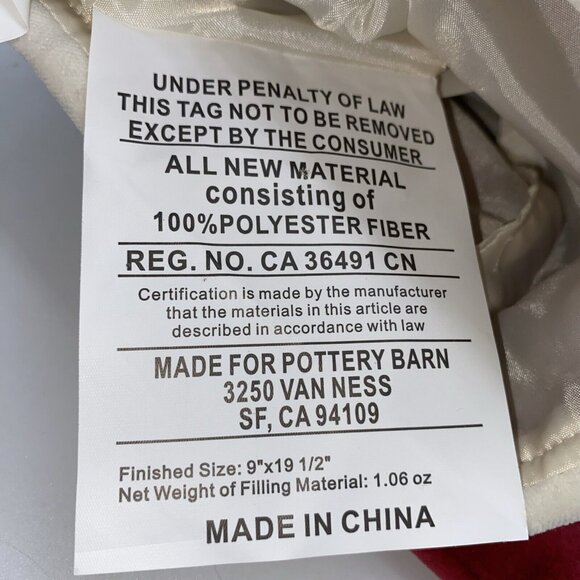 UNDER PENALTY OF LAW
THIS TAG NOT TO BE REMOVED
EXCEPT BY THE CONSUMER
ALL NEW MATERIAL
consisting of
100%POLYESTER FIBER
REG. NO. CA 36491 CN
Certification is made by the manufacturer
that the materials in this article are
described in accordance with law
MADE FOR POTTERY BARN
3250 VAN NESS
SF, CA 94109
Finished Size: 9"x19 1/2"
Net Weight of Filling Material: 1.06 oz
MADE IN CHINA